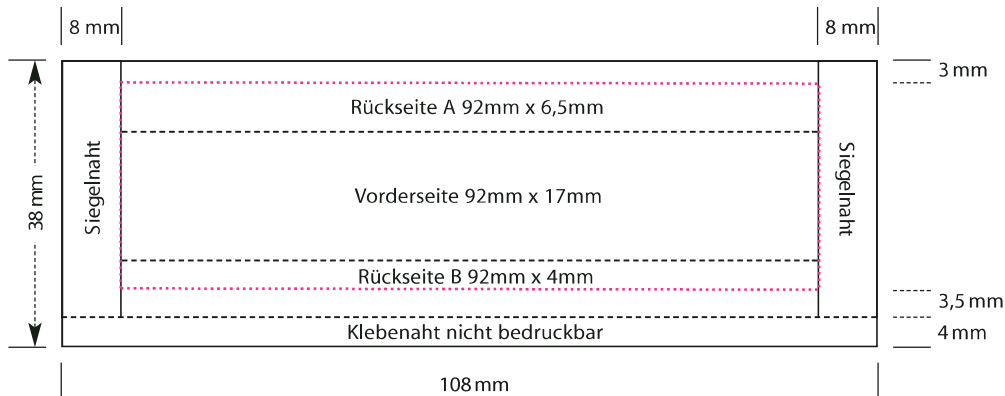 8 mm
8 mm
3 mm
Rückseite A 92mm x 6,5mm
Siegelnaht
Vorderseite 92mm x 17mm
Siegelnaht
38 mm
Rückseite B 92mm x 4mm
3,5 mm
Klebenaht nicht bedruckbar
4 mm
108 mm